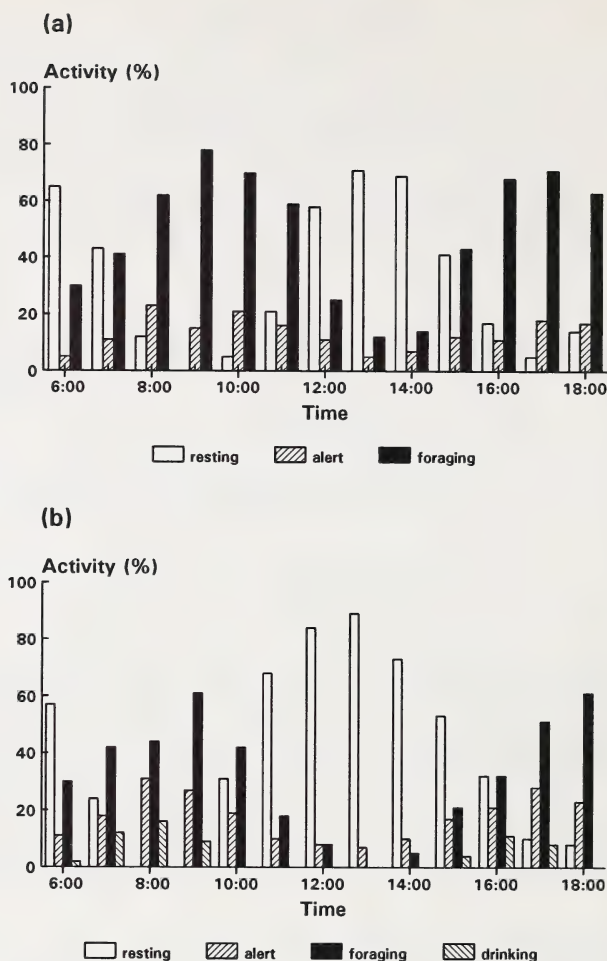 (a)
Activity (%)
100
80
60
40
20
0
6:00 8:00 10:00 12:00 14:00 16:00 18:00
Time
resting alert foraging
(b)
Activity (%)
100
80
60
40
20
0
6:00 8:00 10:00 12:00 14:00 16:00 18:00
Time
resting alert foraging drinking